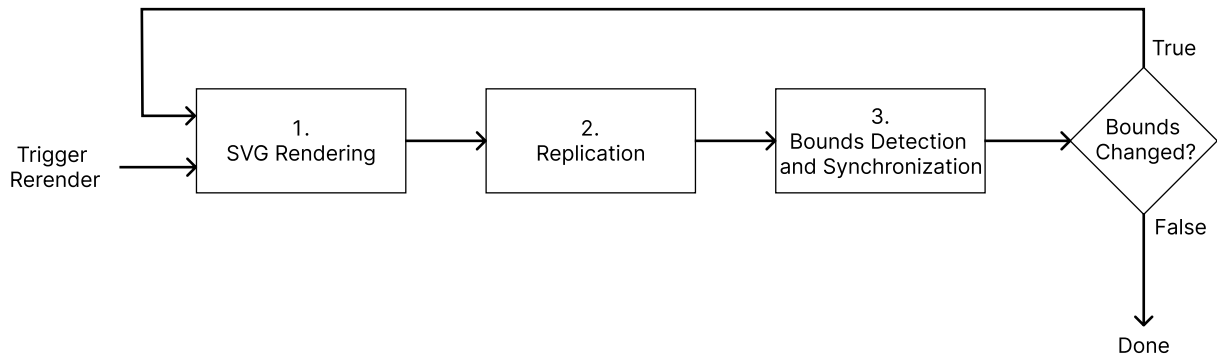 True
1.
SVG Rendering
2.
Replication
3.
Bounds Detection
and Synchronization
Bounds
Changed?
Trigger
Rerender
False
Done